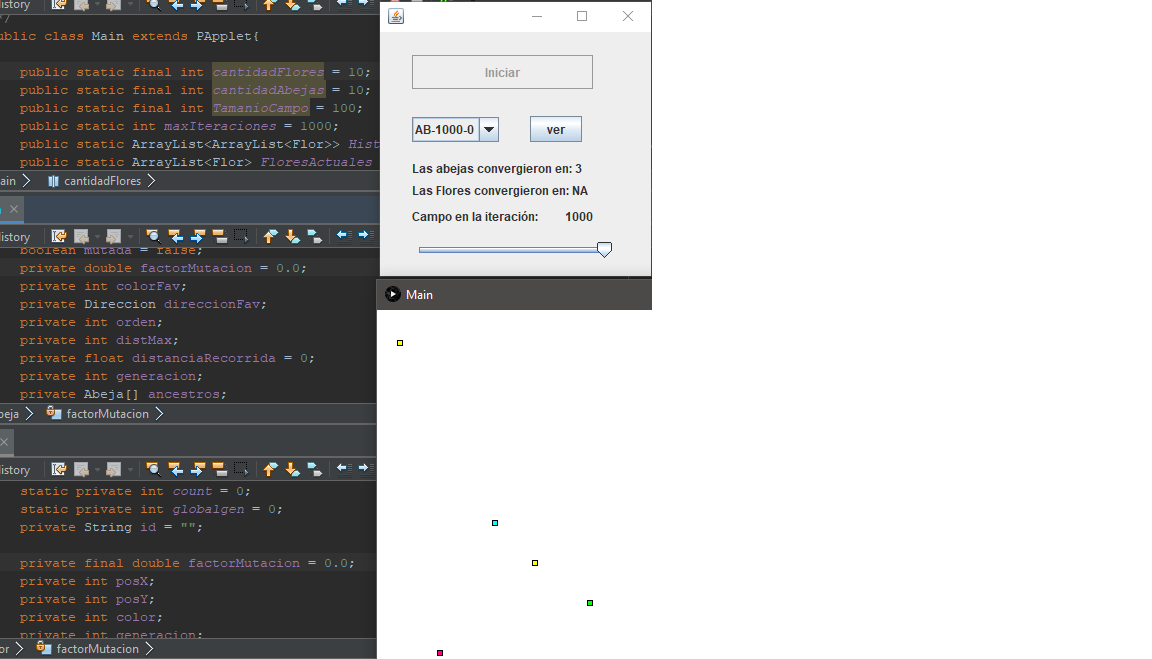 istory
*/
ublic class Main extends PApplet{
public static final int cantidadFlores = 10;
public static final int cantidadAbejas = 10;
public static final int TamanioCampo = 100;
public static int maxIteraciones = 1000;
public static ArrayList<ArrayList<Flor>> Hist
public static ArrayList<Flor> FloresActuales
ain
cantidadFlores
istory
boolean mutada = false;
private double factorMutacion = 0.0;
private int colorFav;
private Direccion direccionFav;
private int orden;
private int distMax;
private float distanciaRecorrida = 0;
private int generacion;
private Abeja[] ancestros;
beja
factorMutacion
istory
static private int count = 0;
static private int globalgen = 0;
private String id = "";
private final double factorMutacion = 0.0;
private int posX;
private int posY;
private int color;
private int generacion;
or
factorMutacion
Iniciar
AB-1000-0
ver
Las abejas convergieron en: 3
Las Flores convergieron en: NA
Campo en la iteración: 1000
Main